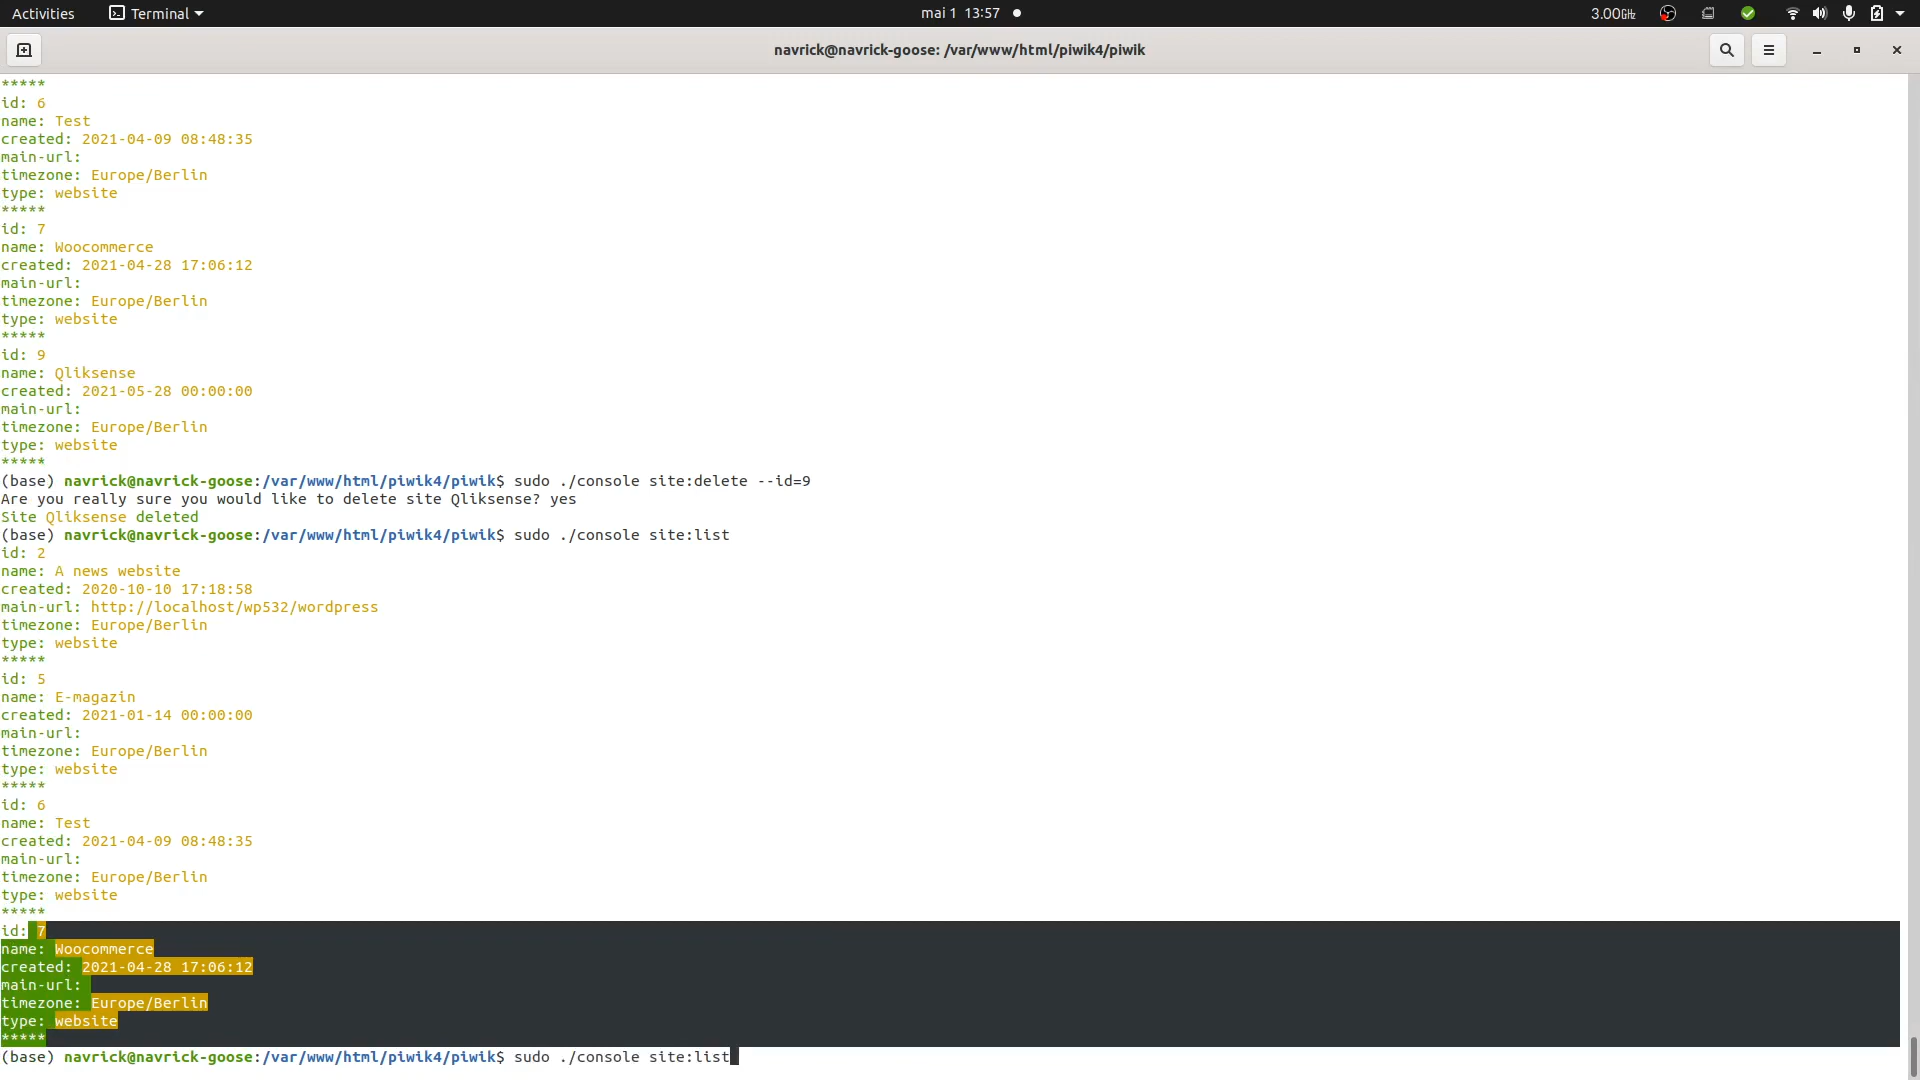 Activities Terminal mai 1 13:57 3.00GHz
navrick@navrick-goose: /var/www/html/piwik4/piwik
*****
id: 6
name: Test
created: 2021-04-09 08:48:35
main-url:
timezone: Europe/Berlin
type: website
*****
id: 7
name: Woocommerce
created: 2021-04-28 17:06:12
main-url:
timezone: Europe/Berlin
type: website
*****
id: 9
name: Qliksense
created: 2021-05-28 00:00:00
main-url:
timezone: Europe/Berlin
type: website
*****
(base) navrick@navrick-goose:/var/www/html/piwik4/piwik$ sudo ./console site:delete --id=9
Are you really sure you would like to delete site Qliksense? yes
Site Qliksense deleted
(base) navrick@navrick-goose:/var/www/html/piwik4/piwik$ sudo ./console site:list
id: 2
name: A news website
created: 2020-10-10 17:18:58
main-url: http://localhost/wp532/wordpress
timezone: Europe/Berlin
type: website
*****
id: 5
name: E-magazin
created: 2021-01-14 00:00:00
main-url:
timezone: Europe/Berlin
type: website
*****
id: 6
name: Test
created: 2021-04-09 08:48:35
main-url:
timezone: Europe/Berlin
type: website
*****
id: 7
name: Woocommerce
created: 2021-04-28 17:06:12
main-url:
timezone: Europe/Berlin
type: website
*****
(base) navrick@navrick-goose:/var/www/html/piwik4/piwik$ sudo ./console site:list